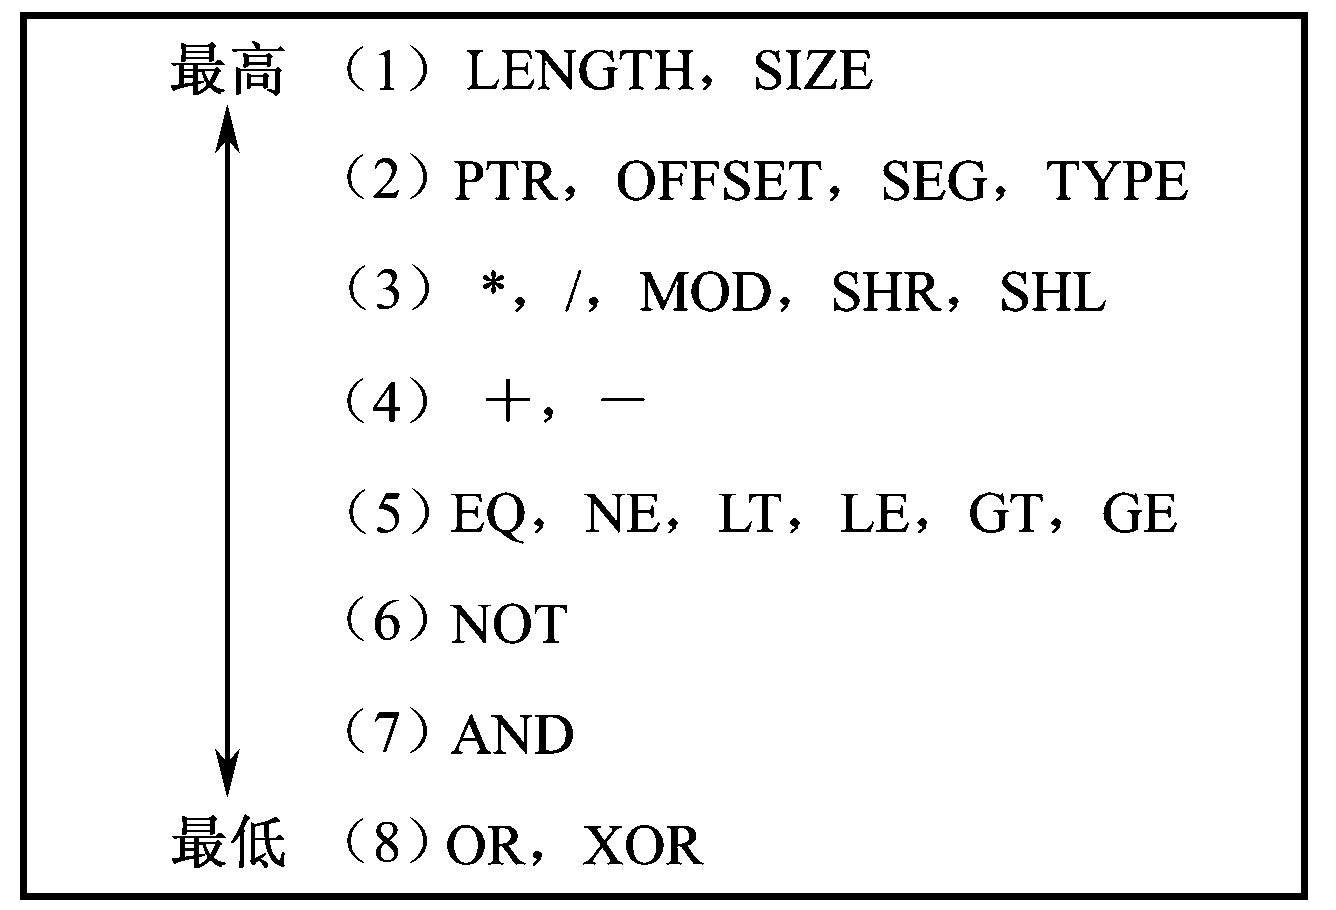 最高 （1） LENGTH，SIZE
（2）PTR，OFFSET，SEG，TYPE
（3） *，/，MOD，SHR，SHL
（4） ＋，－
（5）EQ，NE，LT，LE，GT，GE
（6）NOT
（7）AND
最低 （8）OR，XOR